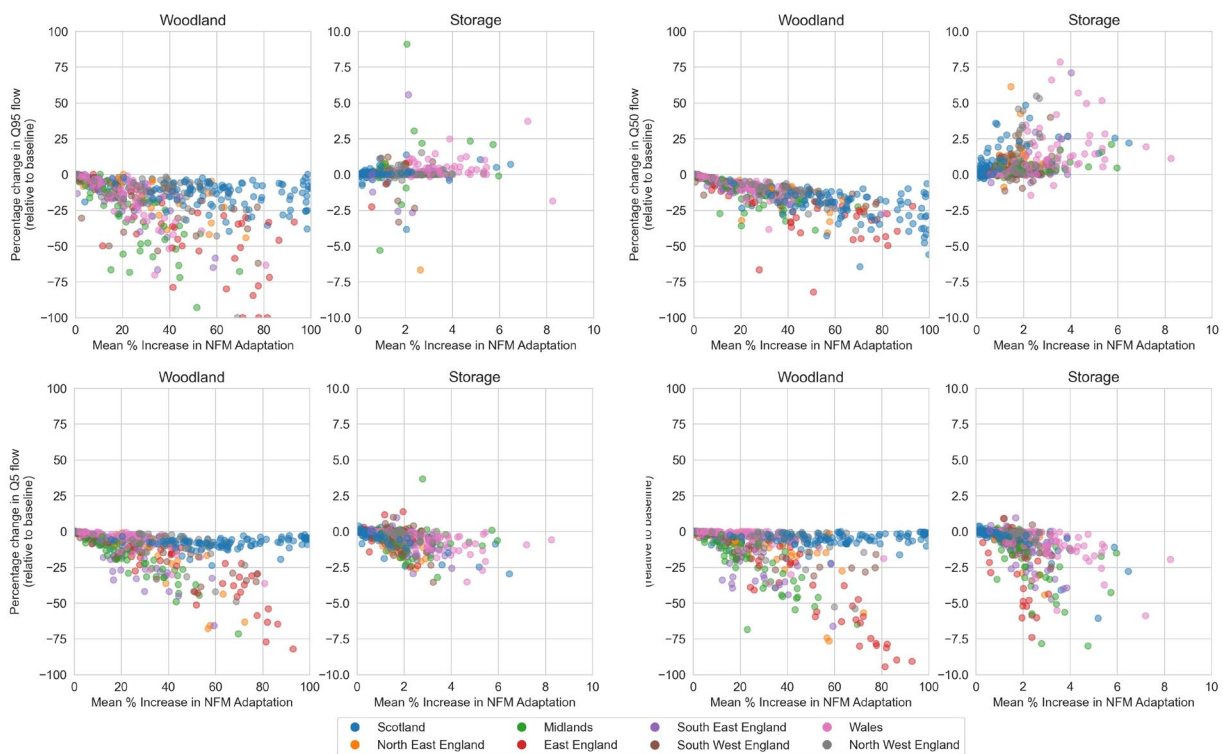 Woodland
Storage
Woodland
Storage
Percentage change in Q95 flow
(relative to baseline)
100
75
50
25
0
−25
−50
−75
−100
10.0
7.5
5.0
2.5
0.0
−2.5
−5.0
−7.5
−10.0
Percentage change in Q50 flow
(relative to baseline)
100
75
50
25
0
−25
−50
−75
−100
10.0
7.5
5.0
2.5
0.0
−2.5
−5.0
−7.5
−10.0
0 20 40 60 80 100
0 2 4 6 8 10
0 20 40 60 80 100
0 2 4 6 8 10
Mean % Increase in NFM Adaptation
Mean % Increase in NFM Adaptation
Mean % Increase in NFM Adaptation
Mean % Increase in NFM Adaptation
Woodland
Storage
Woodland
Storage
Percentage change in Q5 flow
(relative to baseline)
100
75
50
25
0
−25
−50
−75
−100
10.0
7.5
5.0
2.5
0.0
−2.5
−5.0
−7.5
−10.0
(relative to baseline)
100
75
50
25
0
−25
−50
−75
−100
10.0
7.5
5.0
2.5
0.0
−2.5
−5.0
−7.5
−10.0
0 20 40 60 80 100
0 2 4 6 8 10
0 20 40 60 80 100
0 2 4 6 8 10
Mean % Increase in NFM Adaptation
Mean % Increase in NFM Adaptation
Mean % Increase in NFM Adaptation
Mean % Increase in NFM Adaptation
Scotland Midlands South East England Wales
North East England East England South West England North West England